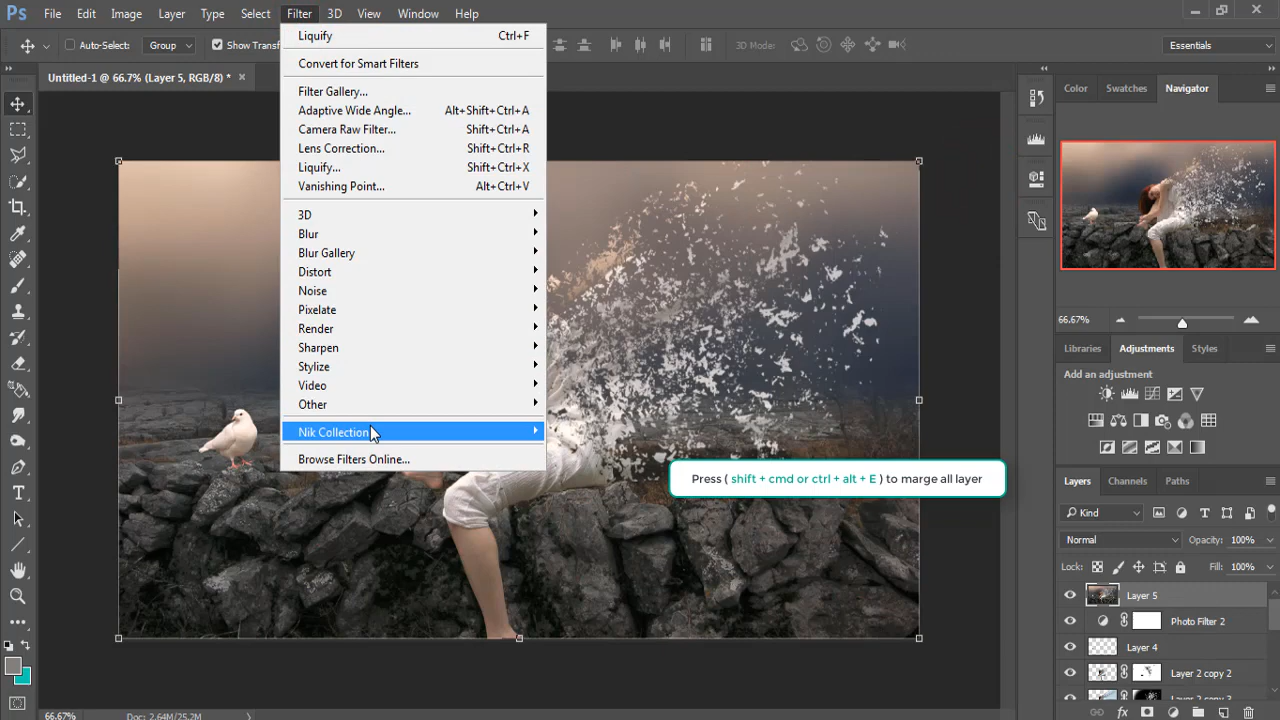 Ps File Edit Image Layer Type Select Filter 3D View Window Help
Auto-Select: Group Show Transf 3D Mode: Essentials
Untitled-1 @ 66.7% (Layer 5, RGB/8) * ×
Liquify Ctrl+F
Convert for Smart Filters
Filter Gallery...
Adaptive Wide Angle... Alt+Shift+Ctrl+A
Camera Raw Filter... Shift+Ctrl+A
Lens Correction... Shift+Ctrl+R
Liquify... Shift+Ctrl+X
Vanishing Point... Alt+Ctrl+V
3D
Blur
Blur Gallery
Distort
Noise
Pixelate
Render
Sharpen
Stylize
Video
Other
Nik Collection
Browse Filters Online...
Press ( shift + cmd or ctrl + alt + E ) to marge all layer
Color Swatches Navigator
66.67%
Libraries Adjustments Styles
Add an adjustment
Layers Channels Paths
Kind
Normal Opacity: 100%
Lock: Fill: 100%
Layer 5
Photo Filter 2
Layer 4
Layer 2 copy 2
Layer 2 copy 3
66.67% Doc: 2.64M/25.2M